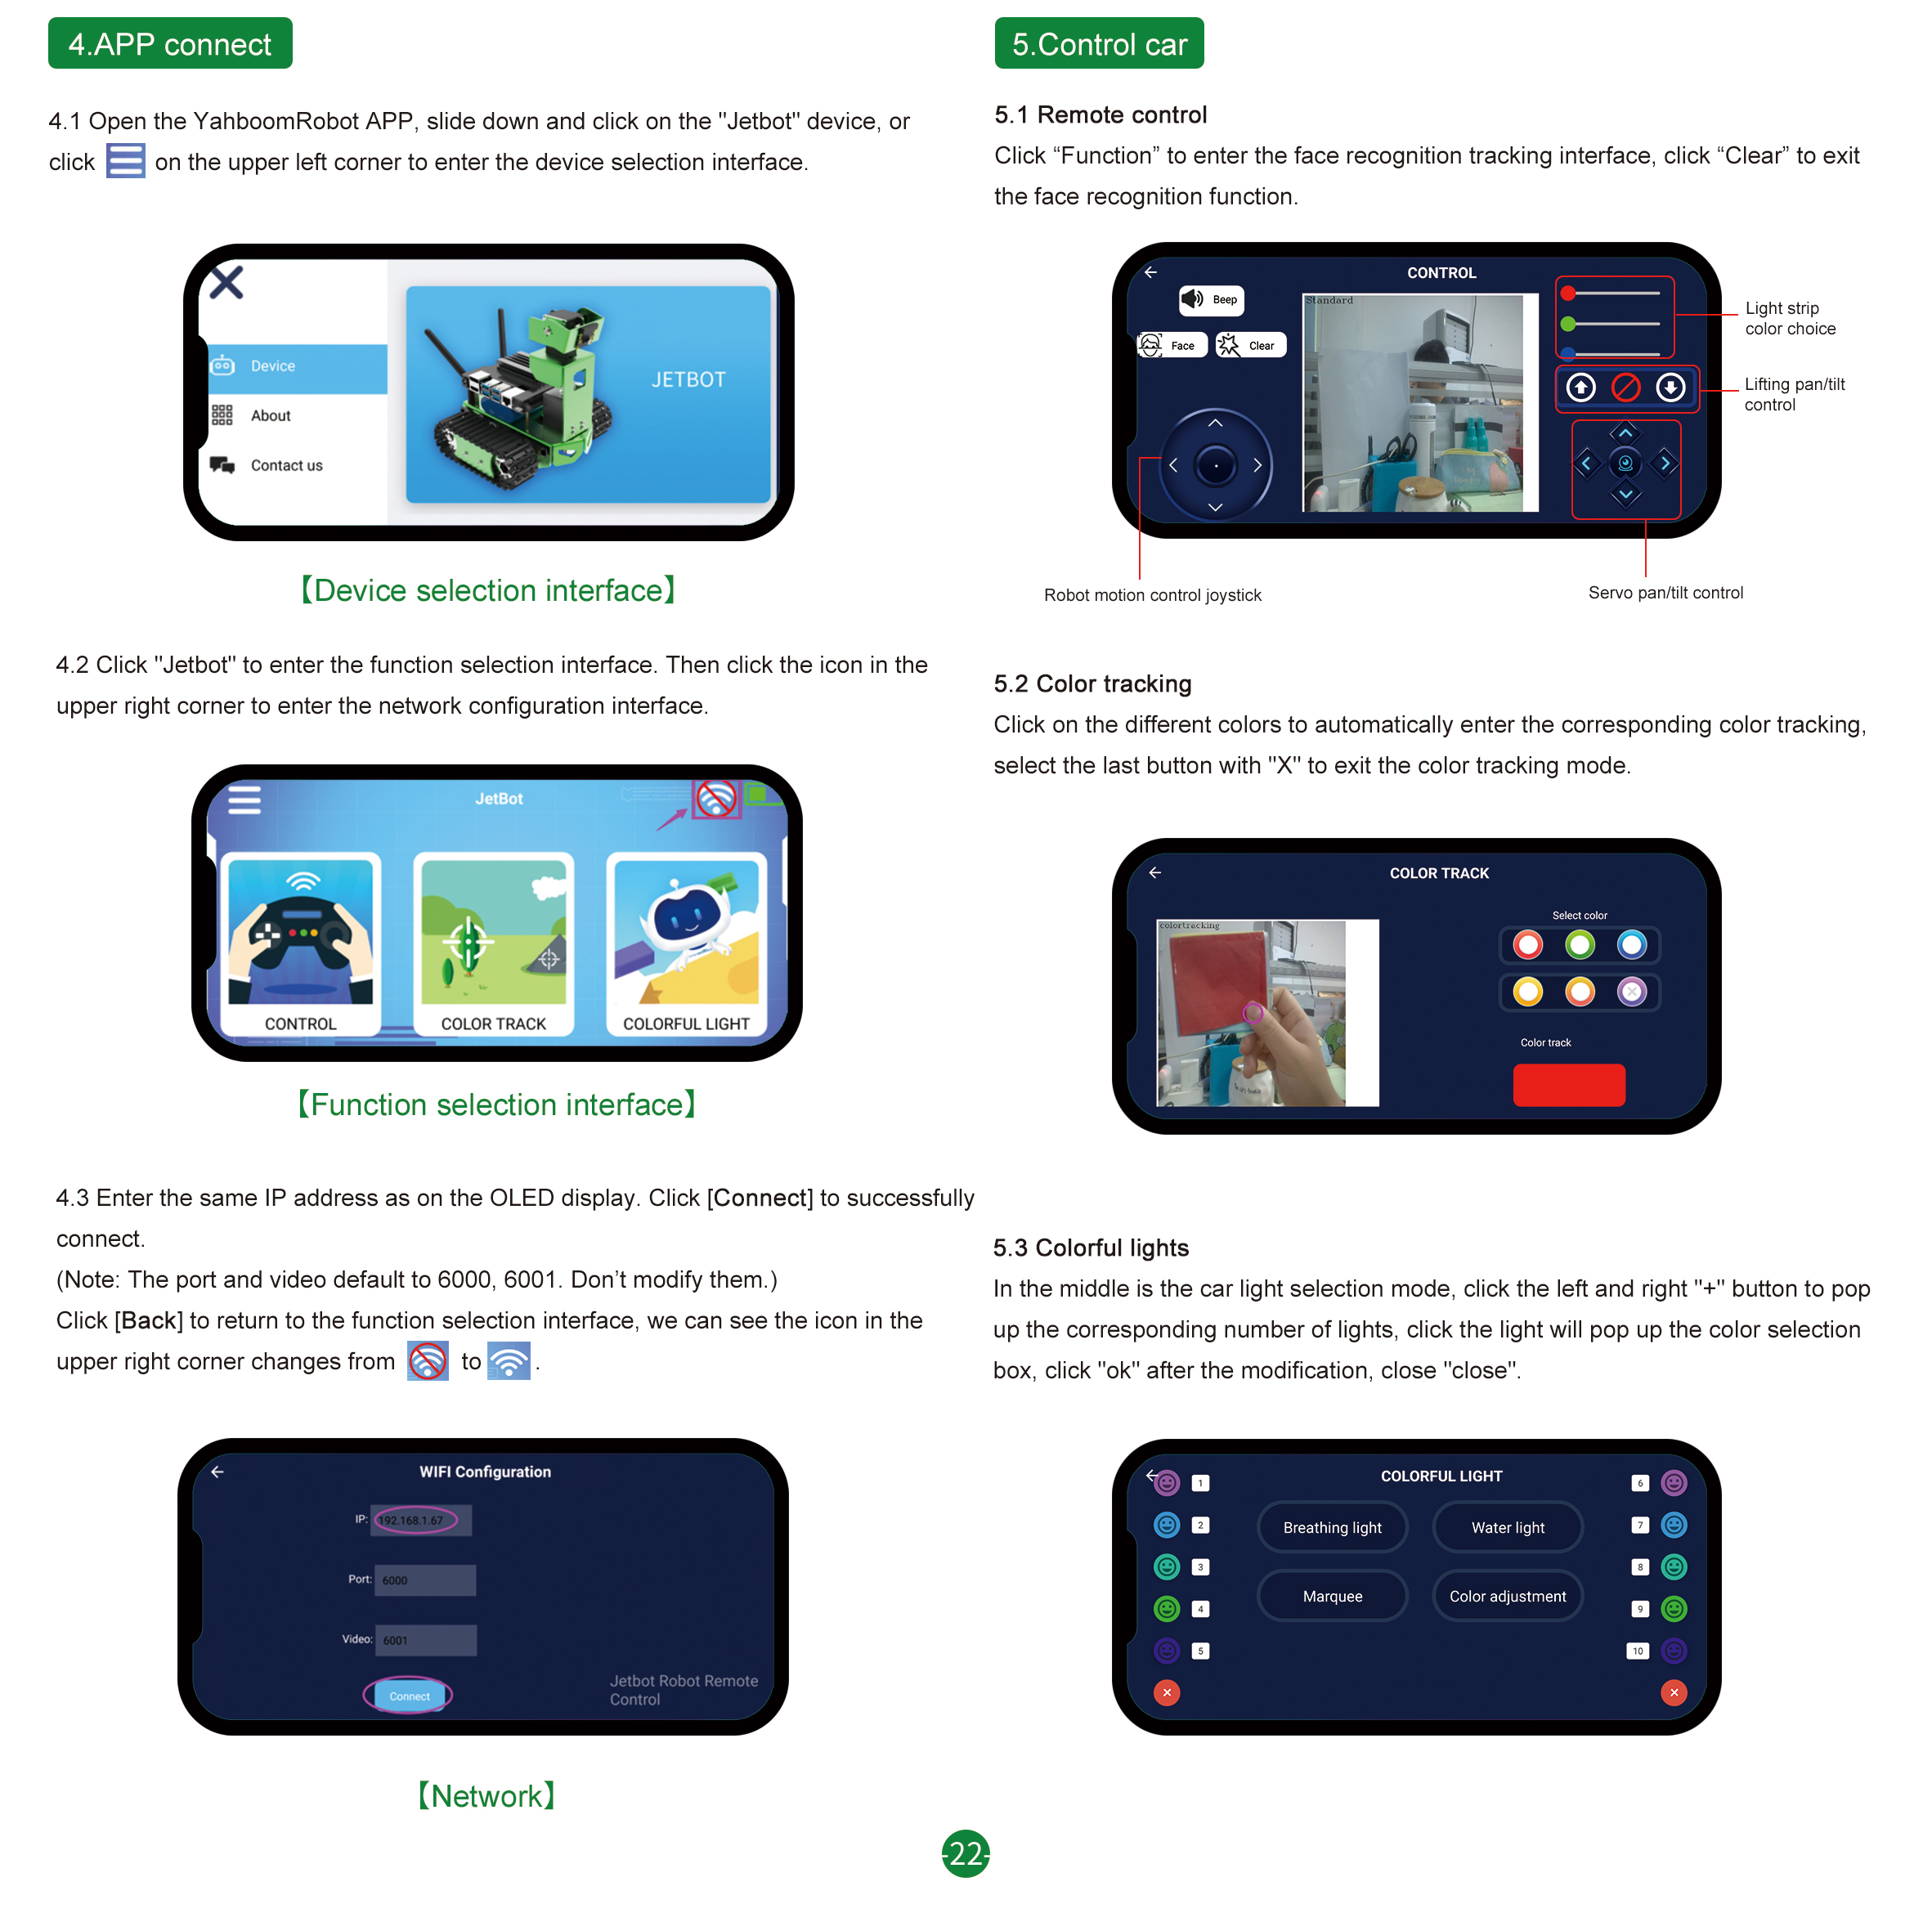 4.APP connect
4.1 Open the YahboomRobot APP, slide down and click on the "Jetbot" device, or
click on the upper left corner to enter the device selection interface.
Device
About
Contact us
JETBOT
【Device selection interface】
4.2 Click "Jetbot" to enter the function selection interface. Then click the icon in the
upper right corner to enter the network configuration interface.
JetBot
CONTROL
COLOR TRACK
COLORFUL LIGHT
【Function selection interface】
4.3 Enter the same IP address as on the OLED display. Click [Connect] to successfully
connect.
(Note: The port and video default to 6000, 6001. Don’t modify them.)
Click [Back] to return to the function selection interface, we can see the icon in the
upper right corner changes from to .
WIFI Configuration
IP: 192.168.1.67
Port: 6000
Video: 6001
Connect
Jetbot Robot Remote
Control
【Network】
5.Control car
5.1 Remote control
Click “Function” to enter the face recognition tracking interface, click “Clear” to exit
the face recognition function.
CONTROL
Beep
Face
Clear
Standard
Light strip
color choice
Lifting pan/tilt
control
Robot motion control joystick
Servo pan/tilt control
5.2 Color tracking
Click on the different colors to automatically enter the corresponding color tracking,
select the last button with "X" to exit the color tracking mode.
COLOR TRACK
colortracking
Select color
Color track
5.3 Colorful lights
In the middle is the car light selection mode, click the left and right "+" button to pop
up the corresponding number of lights, click the light will pop up the color selection
box, click "ok" after the modification, close "close".
COLORFUL LIGHT
1
2
3
4
5
Breathing light
Water light
Marquee
Color adjustment
6
7
8
9
10
-22-